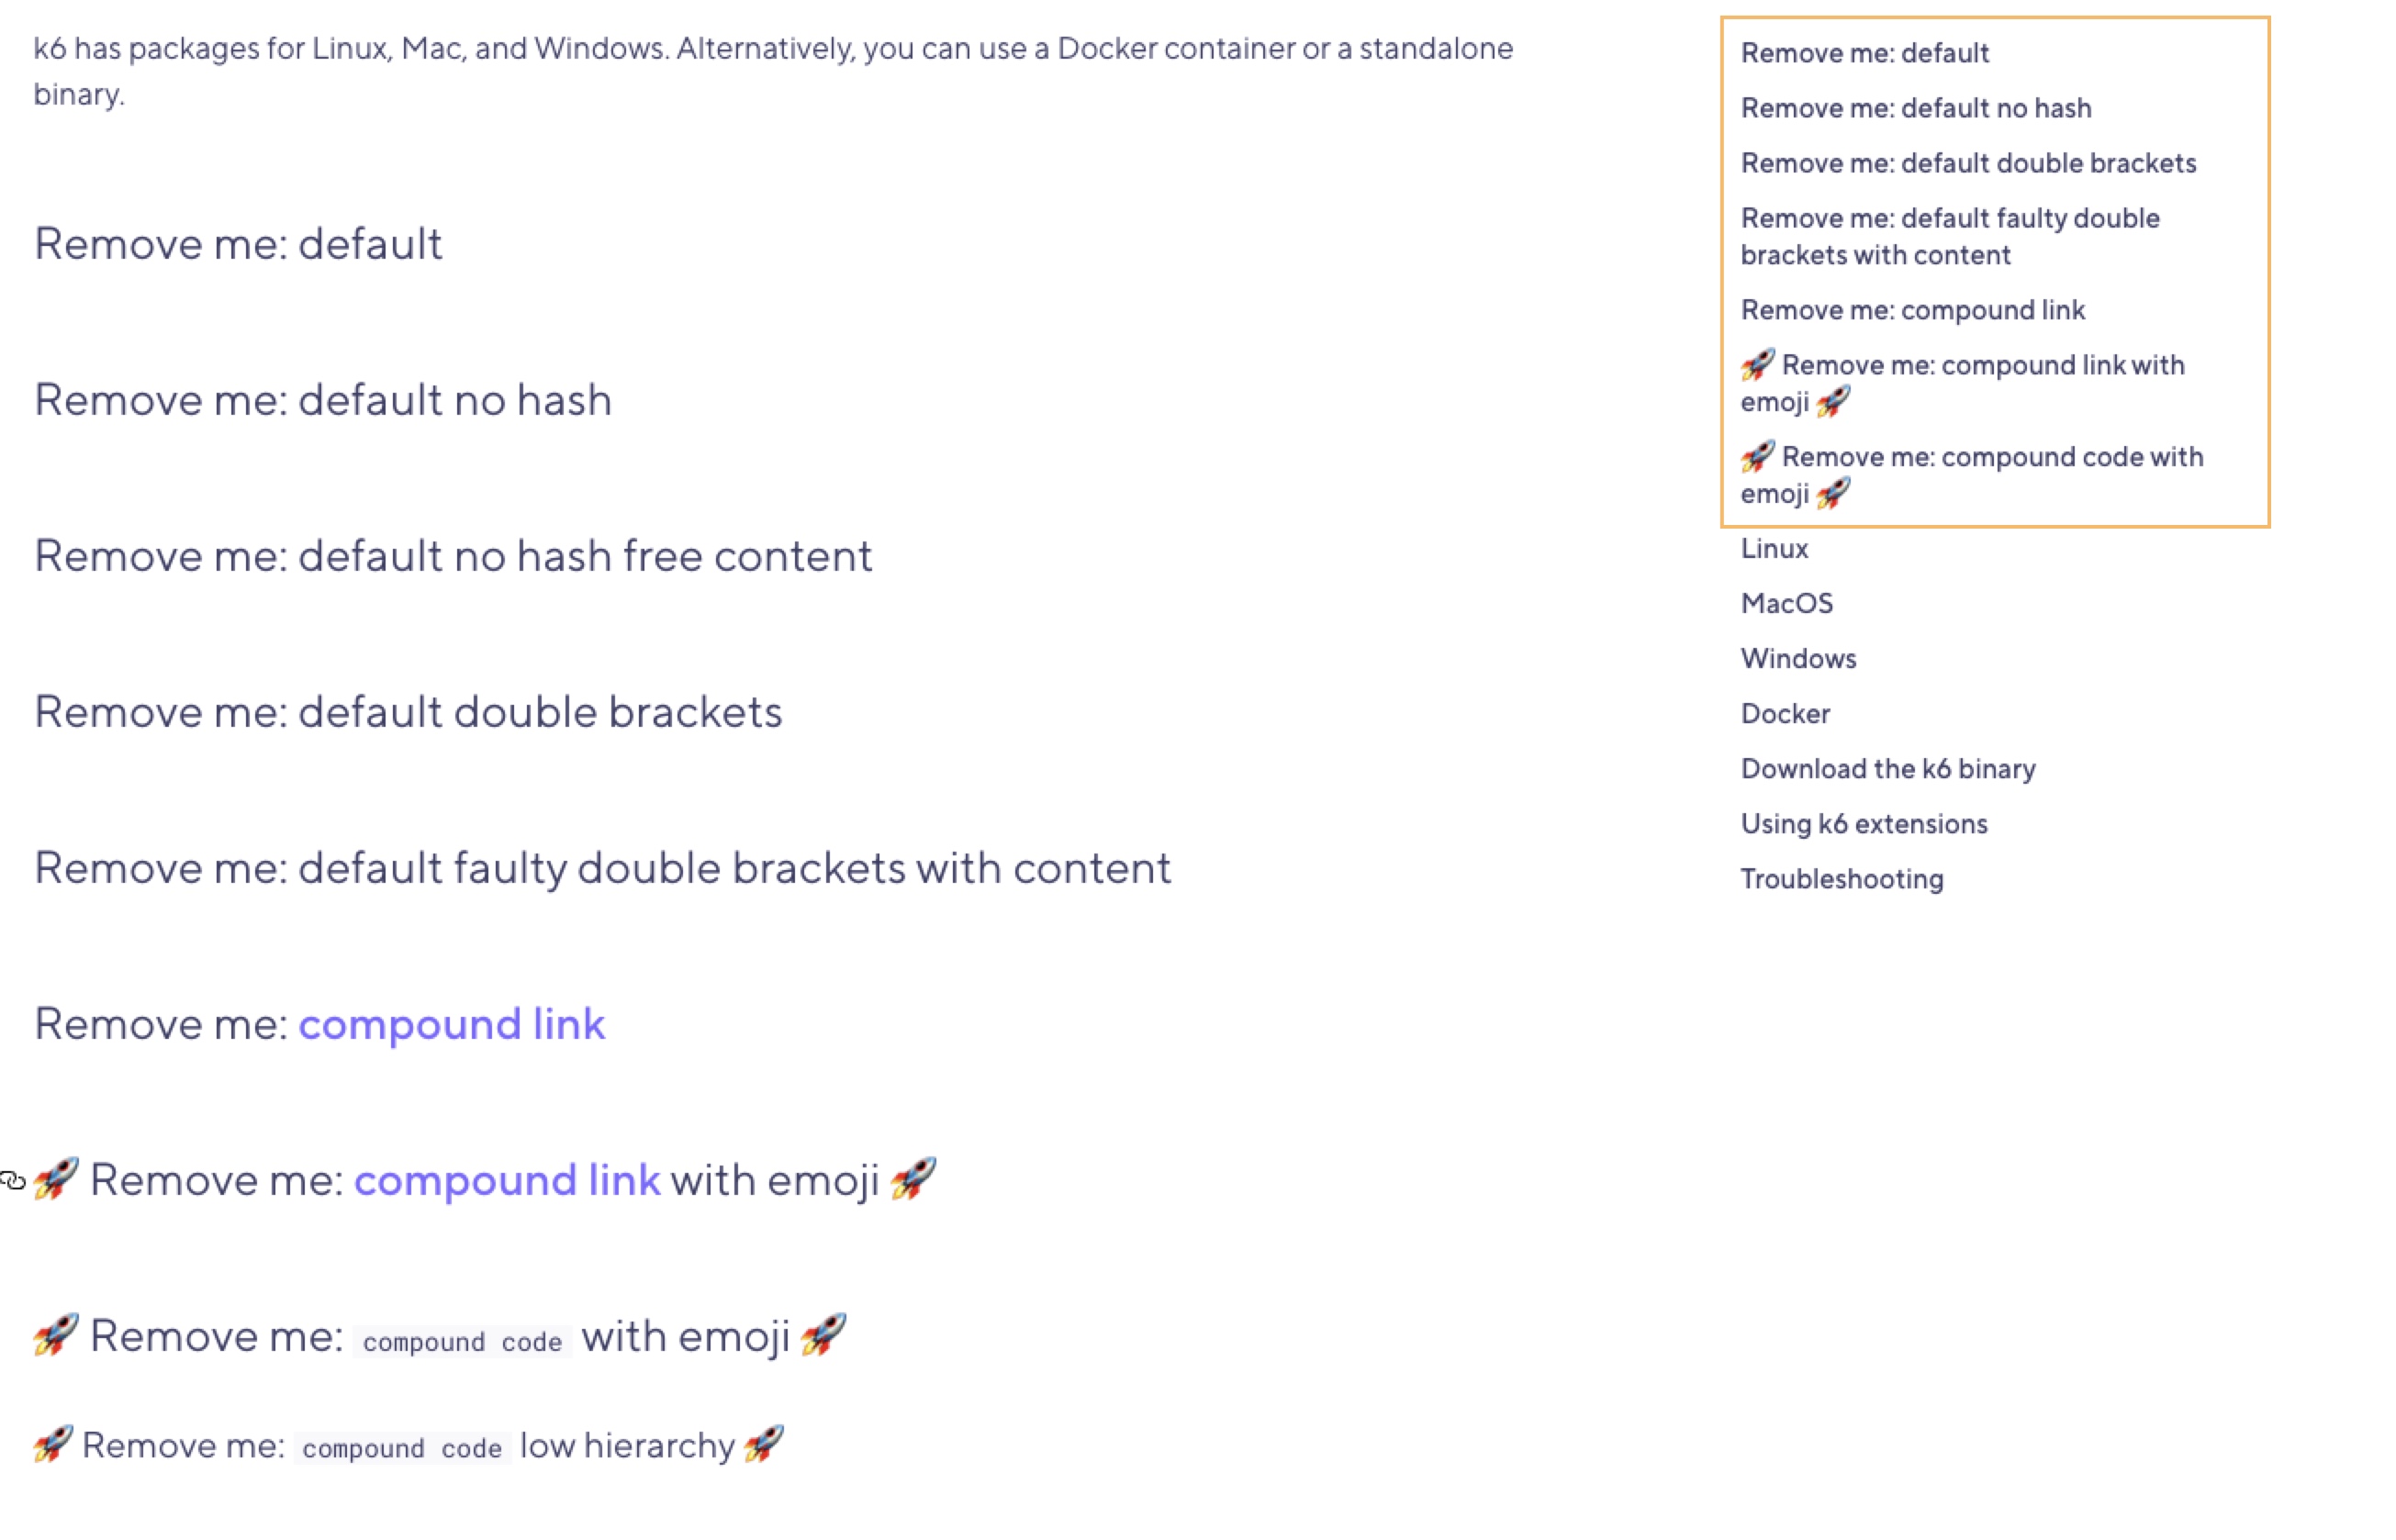 k6 has packages for Linux, Mac, and Windows. Alternatively, you can use a Docker container or a standalone
binary.
Remove me: default
Remove me: default no hash
Remove me: default no hash free content
Remove me: default double brackets
Remove me: default faulty double brackets with content
Remove me: compound link
🚀 Remove me: compound link with emoji 🚀
🚀 Remove me: compound code with emoji 🚀
🚀 Remove me: compound code low hierarchy 🚀
Remove me: default
Remove me: default no hash
Remove me: default double brackets
Remove me: default faulty double
brackets with content
Remove me: compound link
🚀 Remove me: compound link with
emoji 🚀
🚀 Remove me: compound code with
emoji 🚀
Linux
MacOS
Windows
Docker
Download the k6 binary
Using k6 extensions
Troubleshooting